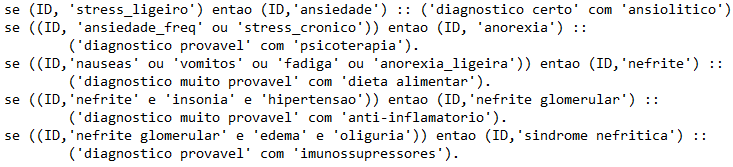 se (ID, 'stress_ligeiro') entao (ID,'ansiedade') :: ('diagnostico certo' com 'ansiolitico')
se ((ID, 'ansiedade_freq' ou 'stress_cronico')) entao (ID, 'anorexia') ::
('diagnostico provavel' com 'psicoterapia').
se ((ID,'nauseas' ou 'vomitos' ou 'fadiga' ou 'anorexia_ligeira')) entao (ID,'nefrite') ::
('diagnostico muito provavel' com 'dieta alimentar').
se ((ID,'nefrite' e 'insonia' e 'hipertensao')) entao (ID,'nefrite glomerular') ::
('diagnostico muito provavel' com 'anti-inflamatorio').
se ((ID,'nefrite glomerular' e 'edema' e 'oliguria')) entao (ID,'sindrome nefritica') ::
('diagnostico provavel' com 'imunossupressores').